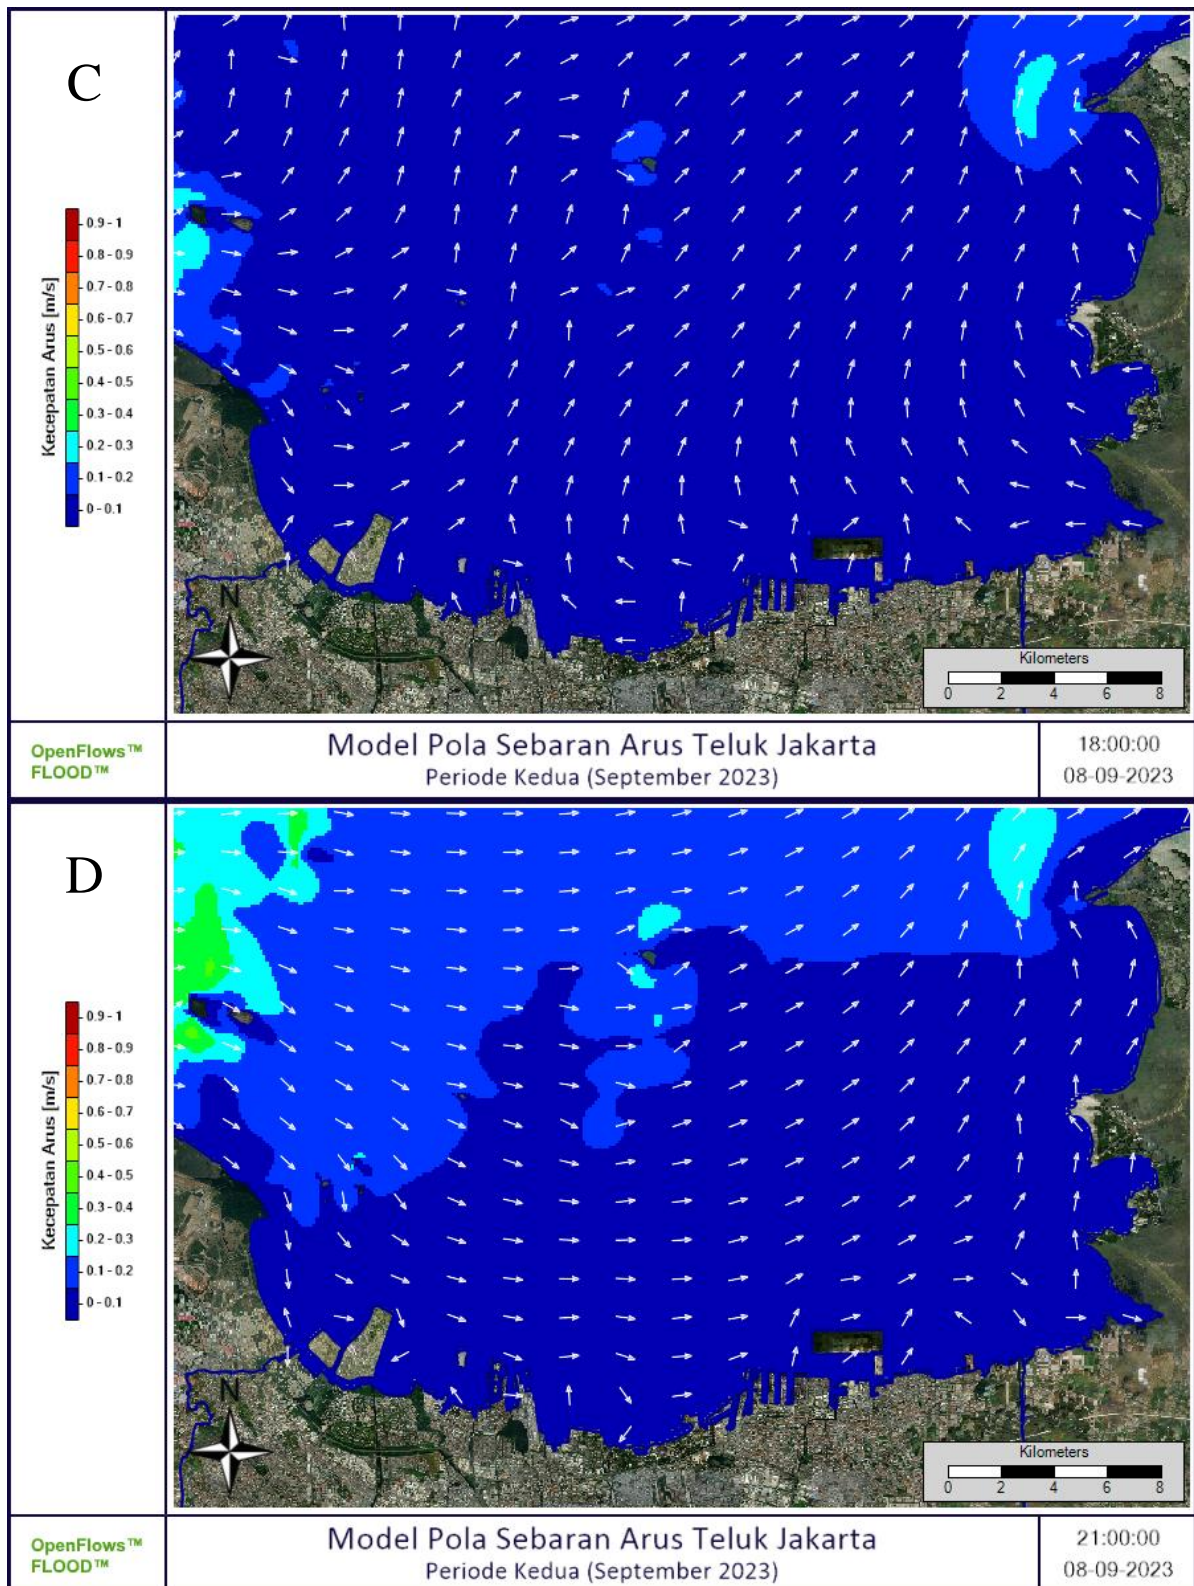 C
Kecepatan Arus [m/s]
0.9 - 1
0.8 - 0.9
0.7 - 0.8
0.6 - 0.7
0.5 - 0.6
0.4 - 0.5
0.3 - 0.4
0.2 - 0.3
0.1 - 0.2
0 - 0.1
N
Kilometers
0 2 4 6 8
OpenFlows™
FLOOD™
Model Pola Sebaran Arus Teluk Jakarta
Periode Kedua (September 2023)
18:00:00
08-09-2023
D
Kecepatan Arus [m/s]
0.9 - 1
0.8 - 0.9
0.7 - 0.8
0.6 - 0.7
0.5 - 0.6
0.4 - 0.5
0.3 - 0.4
0.2 - 0.3
0.1 - 0.2
0 - 0.1
N
Kilometers
0 2 4 6 8
OpenFlows™
FLOOD™
Model Pola Sebaran Arus Teluk Jakarta
Periode Kedua (September 2023)
21:00:00
08-09-2023